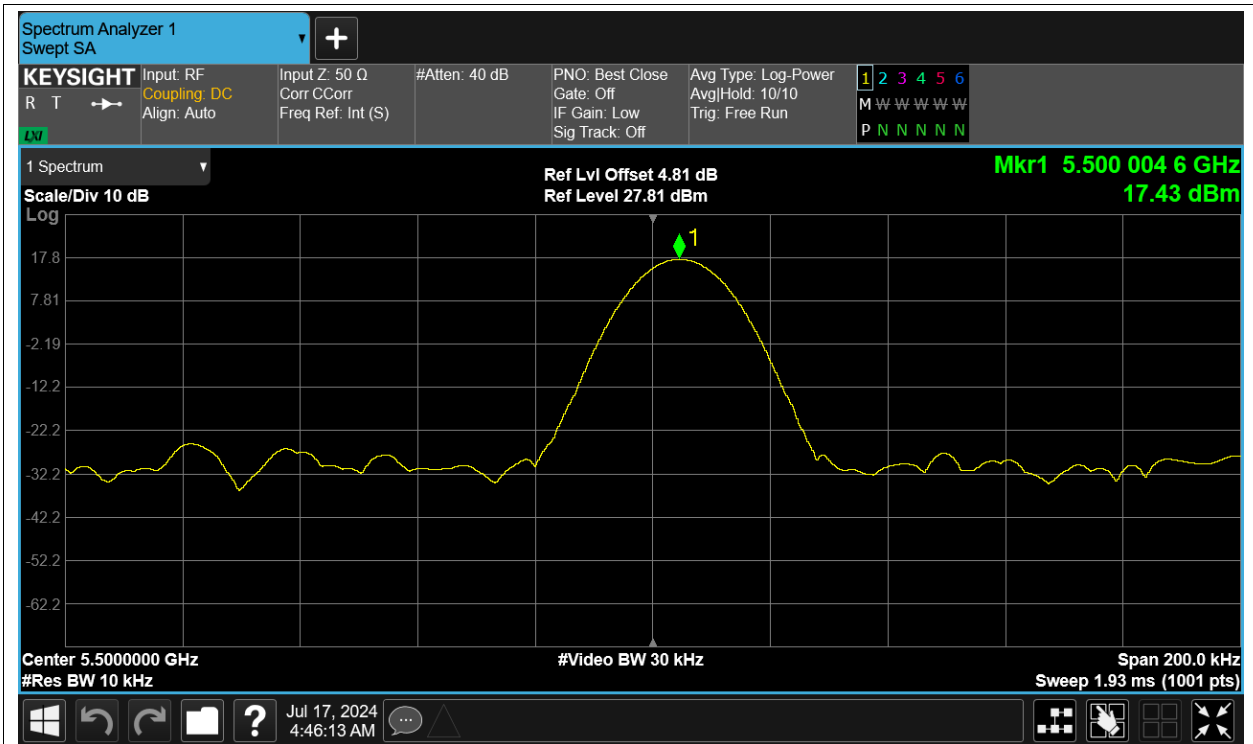 Spectrum Analyzer 1
Swept SA
KEYSIGHT
R T
LXI
Input: RF
Coupling: DC
Align: Auto
Input Z: 50 Ω
Corr CCorr
Freq Ref: Int (S)
#Atten: 40 dB
PNO: Best Close
Gate: Off
IF Gain: Low
Sig Track: Off
Avg Type: Log-Power
Avg|Hold: 10/10
Trig: Free Run
1 2 3 4 5 6
M W W W W W
P N N N N N
1 Spectrum
Scale/Div 10 dB
Ref Lvl Offset 4.81 dB
Ref Level 27.81 dBm
Mkr1 5.500 004 6 GHz
17.43 dBm
Log
1
17.8
7.81
-2.19
-12.2
-22.2
-32.2
-42.2
-52.2
-62.2
Center 5.5000000 GHz
#Video BW 30 kHz
Span 200.0 kHz
#Res BW 10 kHz
Sweep 1.93 ms (1001 pts)
?
Jul 17, 2024
4:46:13 AM